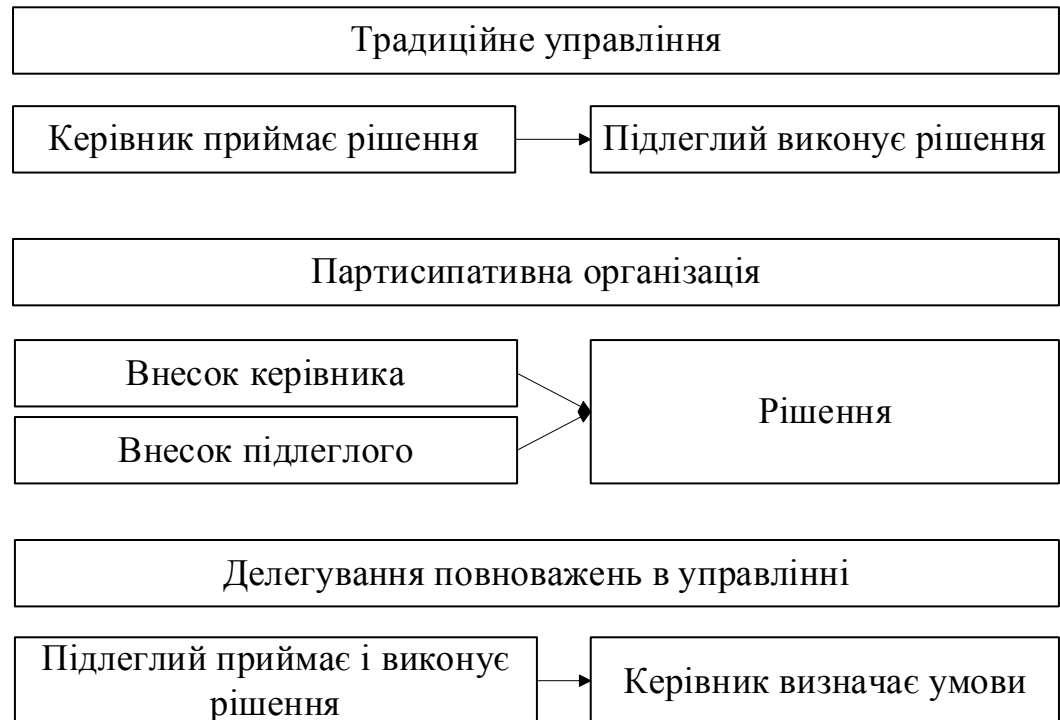 Традиційне управління
Керівник приймає рішення
Підлеглий виконує рішення
Партисипативна організація
Внесок керівника
Внесок підлеглого
Рішення
Делегування повноважень в управлінні
Підлеглий приймає і виконує
рішення
Керівник визначає умови